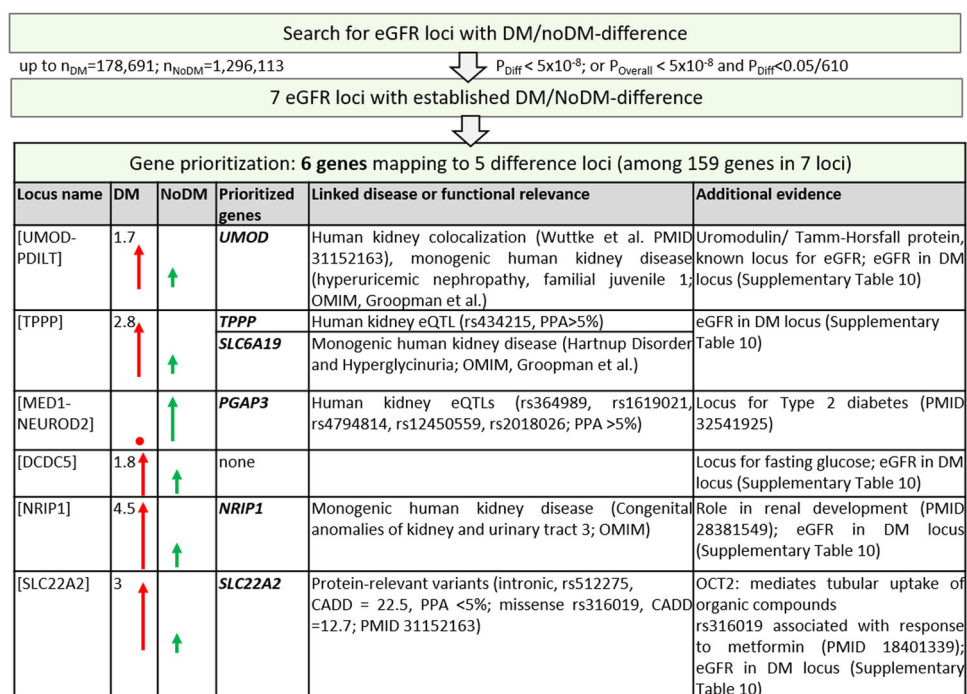 Search for eGFR loci with DM/noDM-difference
up to nDM=178,691; nNoDM=1,296,113
PDiff < 5x10-8; or POverall < 5x10-8 and PDiff<0.05/610
7 eGFR loci with established DM/NoDM-difference
Gene prioritization: 6 genes mapping to 5 difference loci (among 159 genes in 7 loci)
Locus name DM NoDM Prioritized Linked disease or functional relevance Additional evidence
genes
[UMOD- 1.7 UMOD Human kidney colocalization (Wuttke et al. PMID Uromodulin/ Tamm-Horsfall protein,
PDILT] 31152163), monogenic human kidney disease known locus for eGFR; eGFR in DM
(hyperuricemic nephropathy, familial juvenile 1; locus (Supplementary Table 10)
OMIM, Groopman et al.)
[TPPP] 2.8 TPPP Human kidney eQTL (rs434215, PPA>5%) eGFR in DM locus (Supplementary
SLC6A19 Monogenic human kidney disease (Hartnup Disorder Table 10)
and Hyperglycinuria; OMIM, Groopman et al.)
[MED1- PGAP3 Human kidney eQTLs (rs364989, rs1619021, Locus for Type 2 diabetes (PMID
NEUROD2] rs4794814, rs12450559, rs2018026; PPA >5%) 32541925)
[DCDC5] 1.8 none Locus for fasting glucose; eGFR in DM
locus (Supplementary Table 10)
[NRIP1] 4.5 NRIP1 Monogenic human kidney disease (Congenital Role in renal development (PMID
anomalies of kidney and urinary tract 3; OMIM) 28381549); eGFR in DM locus
(Supplementary Table 10)
[SLC22A2] 3 SLC22A2 Protein-relevant variants (intronic, rs512275, OCT2: mediates tubular uptake of
CADD = 22.5, PPA <5%; missense rs316019, CADD organic compounds
=12.7; PMID 31152163) rs316019 associated with response
to metformin (PMID 18401339);
eGFR in DM locus (Supplementary
Table 10)